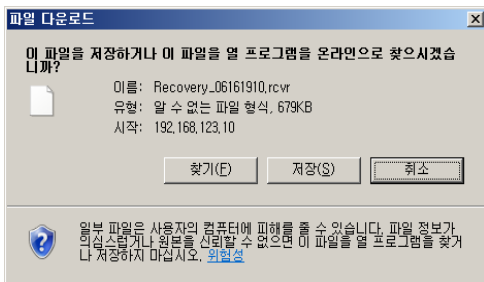 파일 다운로드
이 파일을 저장하거나 이 파일을 열 프로그램을 온라인으로 찾으시겠습
니까?
이름: Recovery_06161910.rcvr
유형: 알 수 없는 파일 형식, 679KB
시작: 192.168.123.10
찾기(F) 저장(S) 취소
일부 파일은 사용자의 컴퓨터에 피해를 줄 수 있습니다. 파일 정보가
의심스럽거나 원본을 신뢰할 수 없으면 이 파일을 열 프로그램을 찾거
나 저장하지 마십시오. 위험성